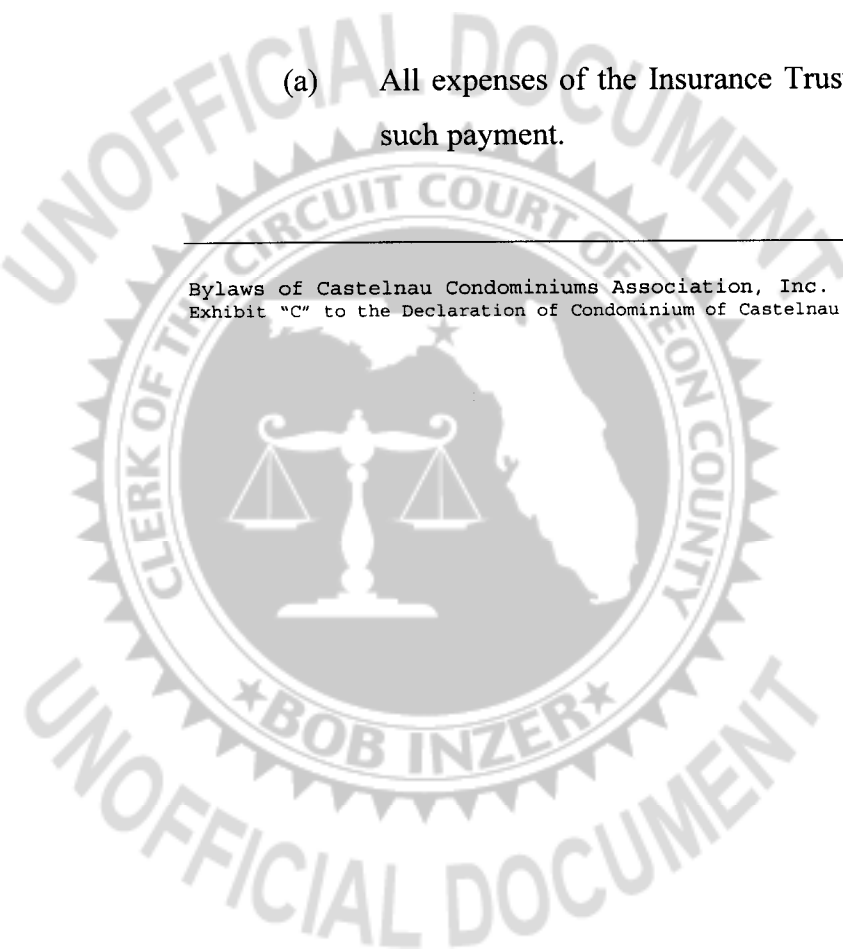 UNOFFICIAL DOCUMENT
(a) All expenses of the Insurance
such payment.
CLERK OF THE CIRCUIT COURT OF LEON COUNTY
Bylaws of Castelnau Condominiums Association, Inc.
Exhibit "C" to the Declaration of Condominium of Castelnau
★BOB INZER★
UNOFFICIAL DOCUMENT